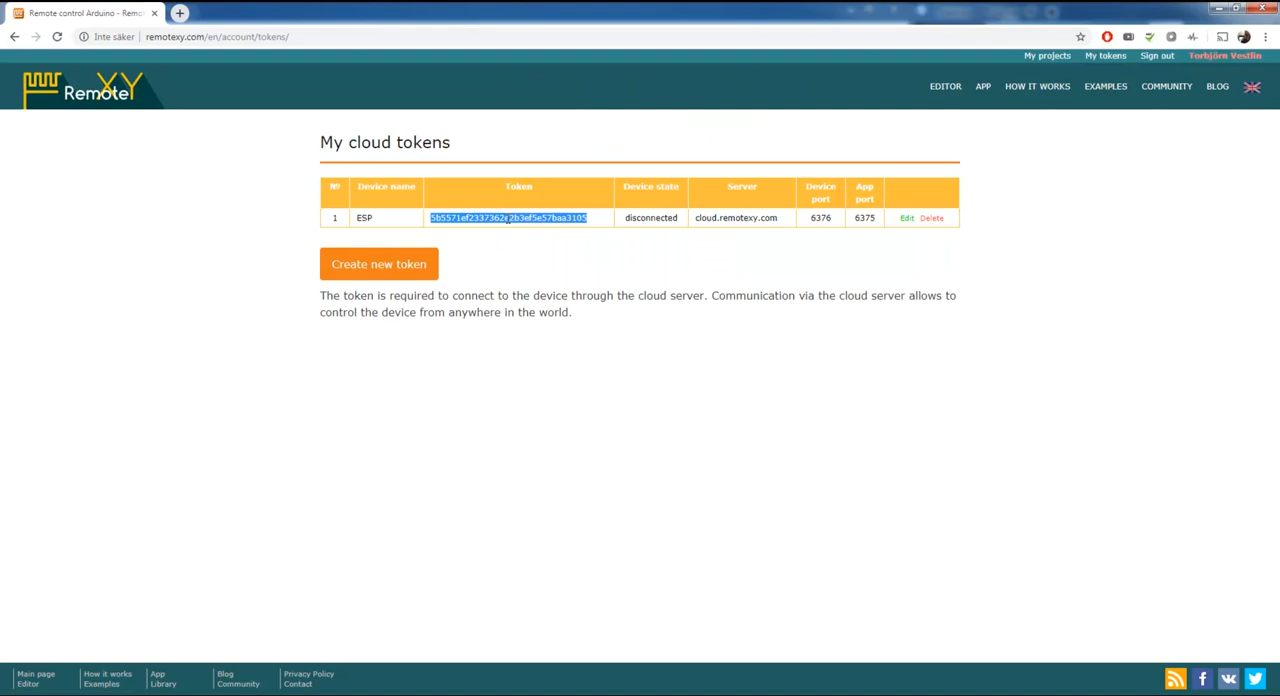 Remote control Arduino - Remo
Inte säker remotexy.com/en/account/tokens/
My projects My tokens Sign out Torbjörn Vestlin
RemoteXY
EDITOR APP HOW IT WORKS EXAMPLES COMMUNITY BLOG
My cloud tokens
№ Device name Token Device state Server Device port App port
1 ESP disconnected cloud.remotexy.com 6376 6375 Edit Delete
Create new token
The token is required to connect to the device through the cloud server. Communication via the cloud server allows to
control the device from anywhere in the world.
Main page How it works App Blog Privacy Policy
Editor Examples Library Community Contact